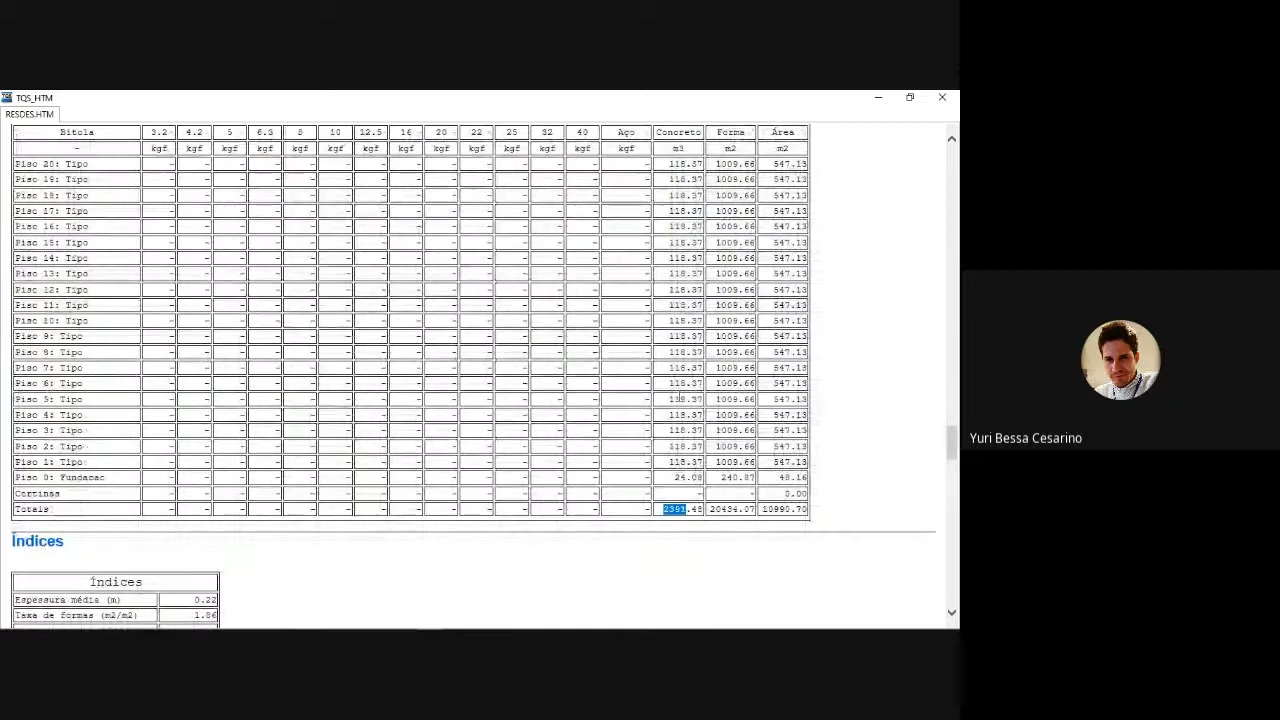 TQS_HTM
RESDES.HTM
Bitola 3.2 4.2 5 6.3 8 10 12.5 16 20 22 25 32 40 Aço Concreto Forma Área
- kgf kgf kgf kgf kgf kgf kgf kgf kgf kgf kgf kgf kgf kgf m3 m2 m2
Piso 20: Tipo - - - - - - - - - - - - - - 118.37 1009.66 547.13
Piso 19: Tipo - - - - - - - - - - - - - - 118.37 1009.66 547.13
Piso 18: Tipo - - - - - - - - - - - - - - 118.37 1009.66 547.13
Piso 17: Tipo - - - - - - - - - - - - - - 118.37 1009.66 547.13
Piso 16: Tipo - - - - - - - - - - - - - - 118.37 1009.66 547.13
Piso 15: Tipo - - - - - - - - - - - - - - 118.37 1009.66 547.13
Piso 14: Tipo - - - - - - - - - - - - - - 118.37 1009.66 547.13
Piso 13: Tipo - - - - - - - - - - - - - - 118.37 1009.66 547.13
Piso 12: Tipo - - - - - - - - - - - - - - 118.37 1009.66 547.13
Piso 11: Tipo - - - - - - - - - - - - - - 118.37 1009.66 547.13
Piso 10: Tipo - - - - - - - - - - - - - - 118.37 1009.66 547.13
Piso 9: Tipo - - - - - - - - - - - - - - 118.37 1009.66 547.13
Piso 8: Tipo - - - - - - - - - - - - - - 118.37 1009.66 547.13
Piso 7: Tipo - - - - - - - - - - - - - - 118.37 1009.66 547.13
Piso 6: Tipo - - - - - - - - - - - - - - 118.37 1009.66 547.13
Piso 5: Tipo - - - - - - - - - - - - - - 118.37 1009.66 547.13
Piso 4: Tipo - - - - - - - - - - - - - - 118.37 1009.66 547.13
Piso 3: Tipo - - - - - - - - - - - - - - 118.37 1009.66 547.13
Piso 2: Tipo - - - - - - - - - - - - - - 118.37 1009.66 547.13
Piso 1: Tipo - - - - - - - - - - - - - - 118.37 1009.66 547.13
Piso 0: Fundacao - - - - - - - - - - - - - - 24.08 240.87 48.16
Cortinas - - - - - - - - - - - - - - - - 0.00
Totais - - - - - - - - - - - - - - 2391.48 20434.07 10990.70
Índices
Índices
Espessura média (m) 0.22
Taxa de formas (m2/m2) 1.86
Yuri Bessa Cesarino